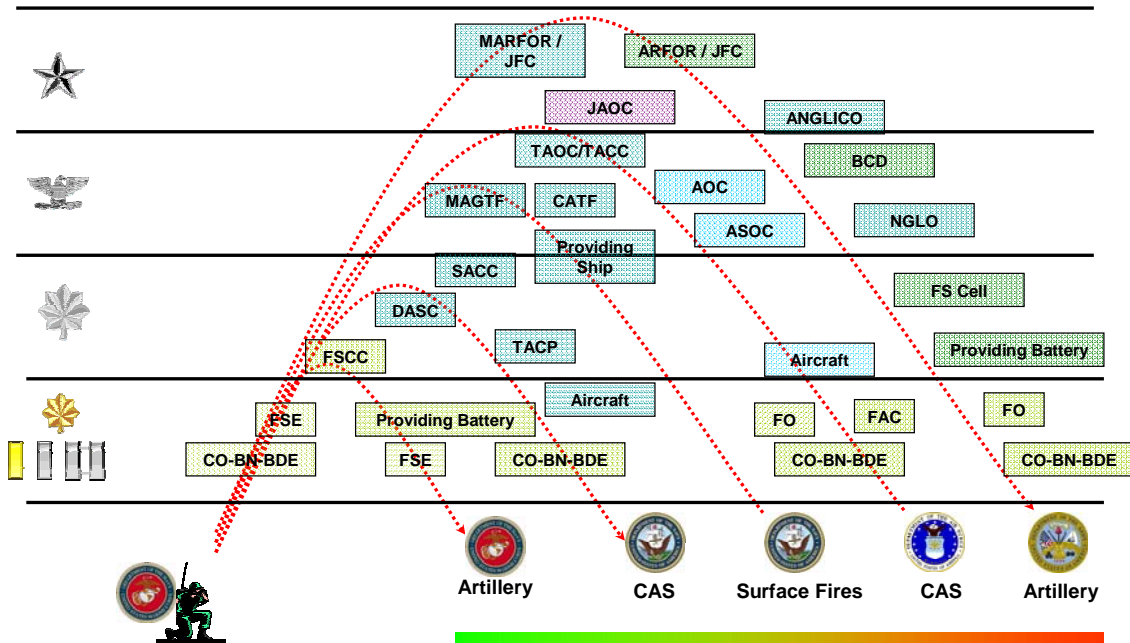 MARFOR /
JFC
ARFOR / JFC
JAOC
ANGLICO
TAOC/TACC
BCD
AOC
MAGTF
CATF
NGLO
ASOC
Providing
Ship
SACC
FS Cell
DASC
TACP
FSCC
Aircraft
Providing Battery
Aircraft
FSE
Providing Battery
FO
FAC
FO
CO-BN-BDE
FSE
CO-BN-BDE
CO-BN-BDE
CO-BN-BDE
Artillery
CAS
Surface Fires
CAS
Artillery